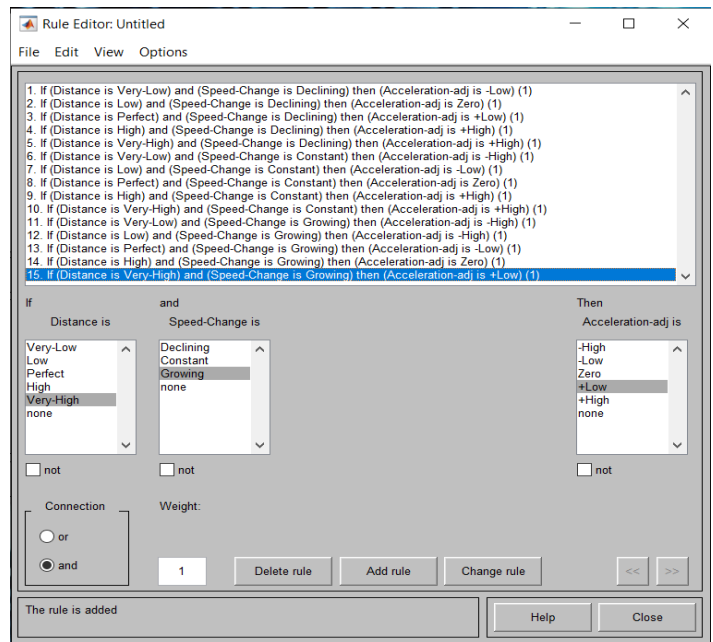 Rule Editor: Untitled
File Edit View Options
1. If (Distance is Very-Low) and (Speed-Change is Declining) then (Acceleration-adj is -Low) (1)
2. If (Distance is Low) and (Speed-Change is Declining) then (Acceleration-adj is Zero) (1)
3. If (Distance is Perfect) and (Speed-Change is Declining) then (Acceleration-adj is +Low) (1)
4. If (Distance is High) and (Speed-Change is Declining) then (Acceleration-adj is +High) (1)
5. If (Distance is Very-High) and (Speed-Change is Declining) then (Acceleration-adj is +High) (1)
6. If (Distance is Very-Low) and (Speed-Change is Constant) then (Acceleration-adj is -High) (1)
7. If (Distance is Low) and (Speed-Change is Constant) then (Acceleration-adj is -Low) (1)
8. If (Distance is Perfect) and (Speed-Change is Constant) then (Acceleration-adj is Zero) (1)
9. If (Distance is High) and (Speed-Change is Constant) then (Acceleration-adj is +High) (1)
10. If (Distance is Very-High) and (Speed-Change is Constant) then (Acceleration-adj is +High) (1)
11. If (Distance is Very-Low) and (Speed-Change is Growing) then (Acceleration-adj is -High) (1)
12. If (Distance is Low) and (Speed-Change is Growing) then (Acceleration-adj is -High) (1)
13. If (Distance is Perfect) and (Speed-Change is Growing) then (Acceleration-adj is -Low) (1)
14. If (Distance is High) and (Speed-Change is Growing) then (Acceleration-adj is Zero) (1)
15. If (Distance is Very-High) and (Speed-Change is Growing) then (Acceleration-adj is +Low) (1)
If and Then
Distance is Speed-Change is Acceleration-adj is
Very-Low Declining -High
Low Constant -Low
Perfect Growing Zero
High none +Low
Very-High +High
none none
not not not
Connection Weight:
or
and 1 Delete rule Add rule Change rule << >>
The rule is added Help Close